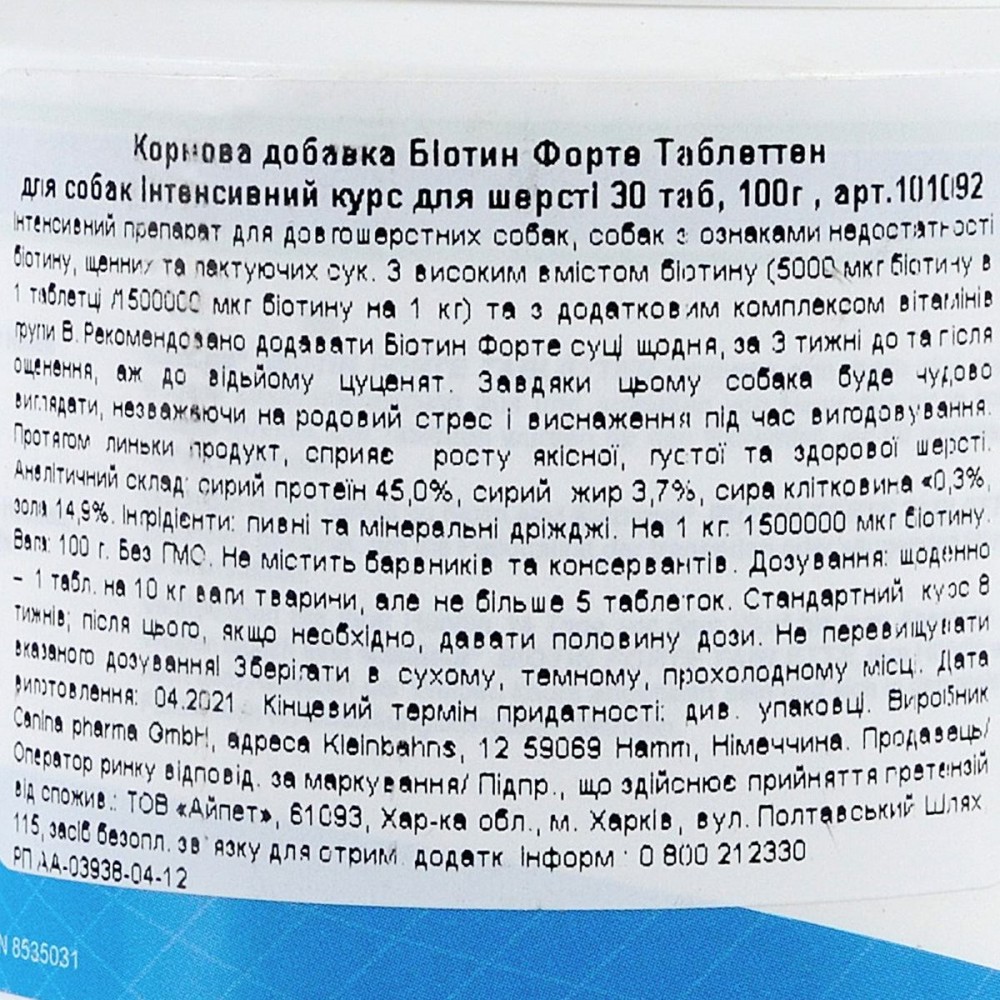 Кормова добавка Біотин Форте Таблеттен
для собак Інтенсивний курс для шерсті 30 таб, 100г , арт.101092
Інтенсивний препарат для довгошерстних собак, собак з ознаками недостатності
біотину, щенних та лактуючих сук. З високим вмістом біотину (5000 мкг біотину в
1 таблетці /1500000 мкг біотину на 1 кг) та з додатковим комплексом вітамінів
групи В. Рекомендовано додавати Біотин Форте суці щодня, за 3 тижні до та після
ощенення, аж до відьйому цуценят. Завдяки цьому собака буде чудово
виглядати, незважаючи на родовий стрес і виснаження під час вигодовування.
Протягом линьки продукт, сприяє росту якісної, густої та здорової шерсті.
Аналітичний склад: сирий протеїн 45,0%, сирий жир 3,7%, сира клітковина «0,3%,
зола 14,9%. Інгрідієнти: пивні та мінеральні дріжджі. На 1 кг. 1500000 мкг біотину.
Вага: 100 г. Без ГМО. Не містить барвників та консервантів. Дозування: щоденно
– 1 табл. на 10 кг ваги тварини, але не більше 5 таблеток. Стандартний курс 8
тижнів; після цього, якщо необхідно, давати половину дози. Не перевищувати
вказаного дозування! Зберігати в сухому, темному, прохолодному місці. Дата
виготовлення: 04.2021. Кінцевий термін придатності: див. упаковці. Виробник
Canina pharma GmbH, адреса Kleinbahns, 12 59069 Hamm, Німеччина. Продавець/
Оператор ринку відповід. за маркування/ Підпр., що здійснює прийняття претензій
від спожив.: ТОВ «Айпет», 61093, Хар-ка обл., м. Харків, вул. Полтавський Шлях,
115, засіб безопл. зв'язку для отрим. додатк. інформ.: 0 800 212330
РП АА-03938-04-12
N 8535031